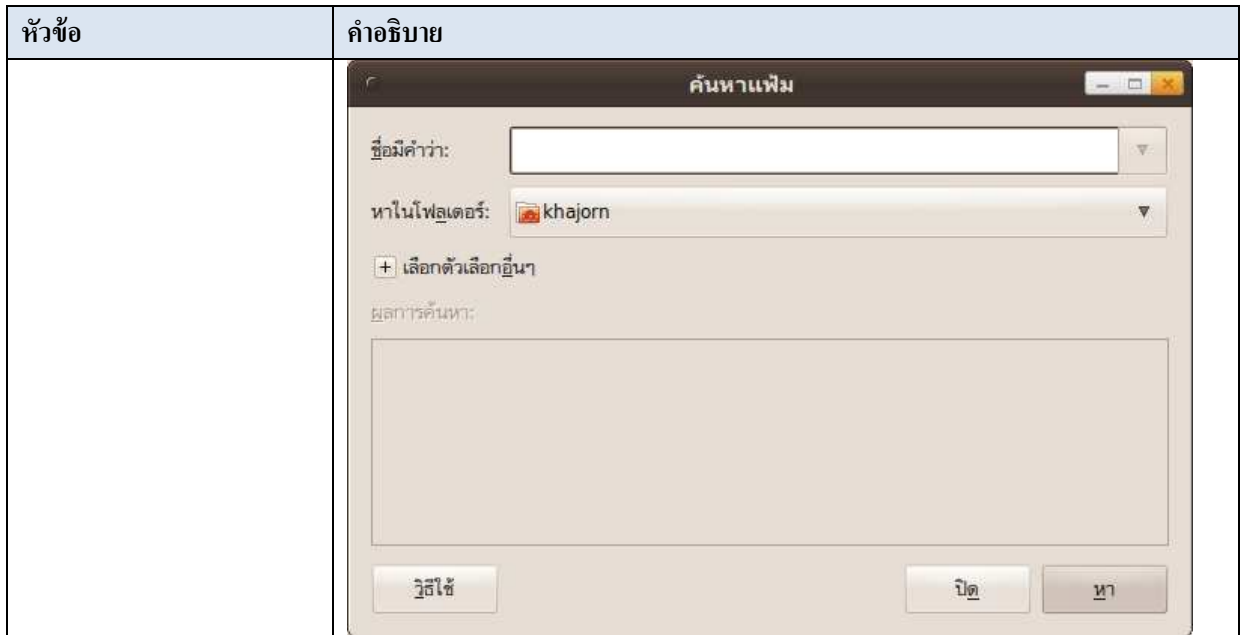 หัวข้อ คำอธิบาย
ค้นหาแฟ้ม
ชื่อมีคำว่า:
หาในโฟลเดอร์: khajorn
เลือกตัวเลือกอื่นๆ
ผลการค้นหา:
วิธีใช้ ปิด หา